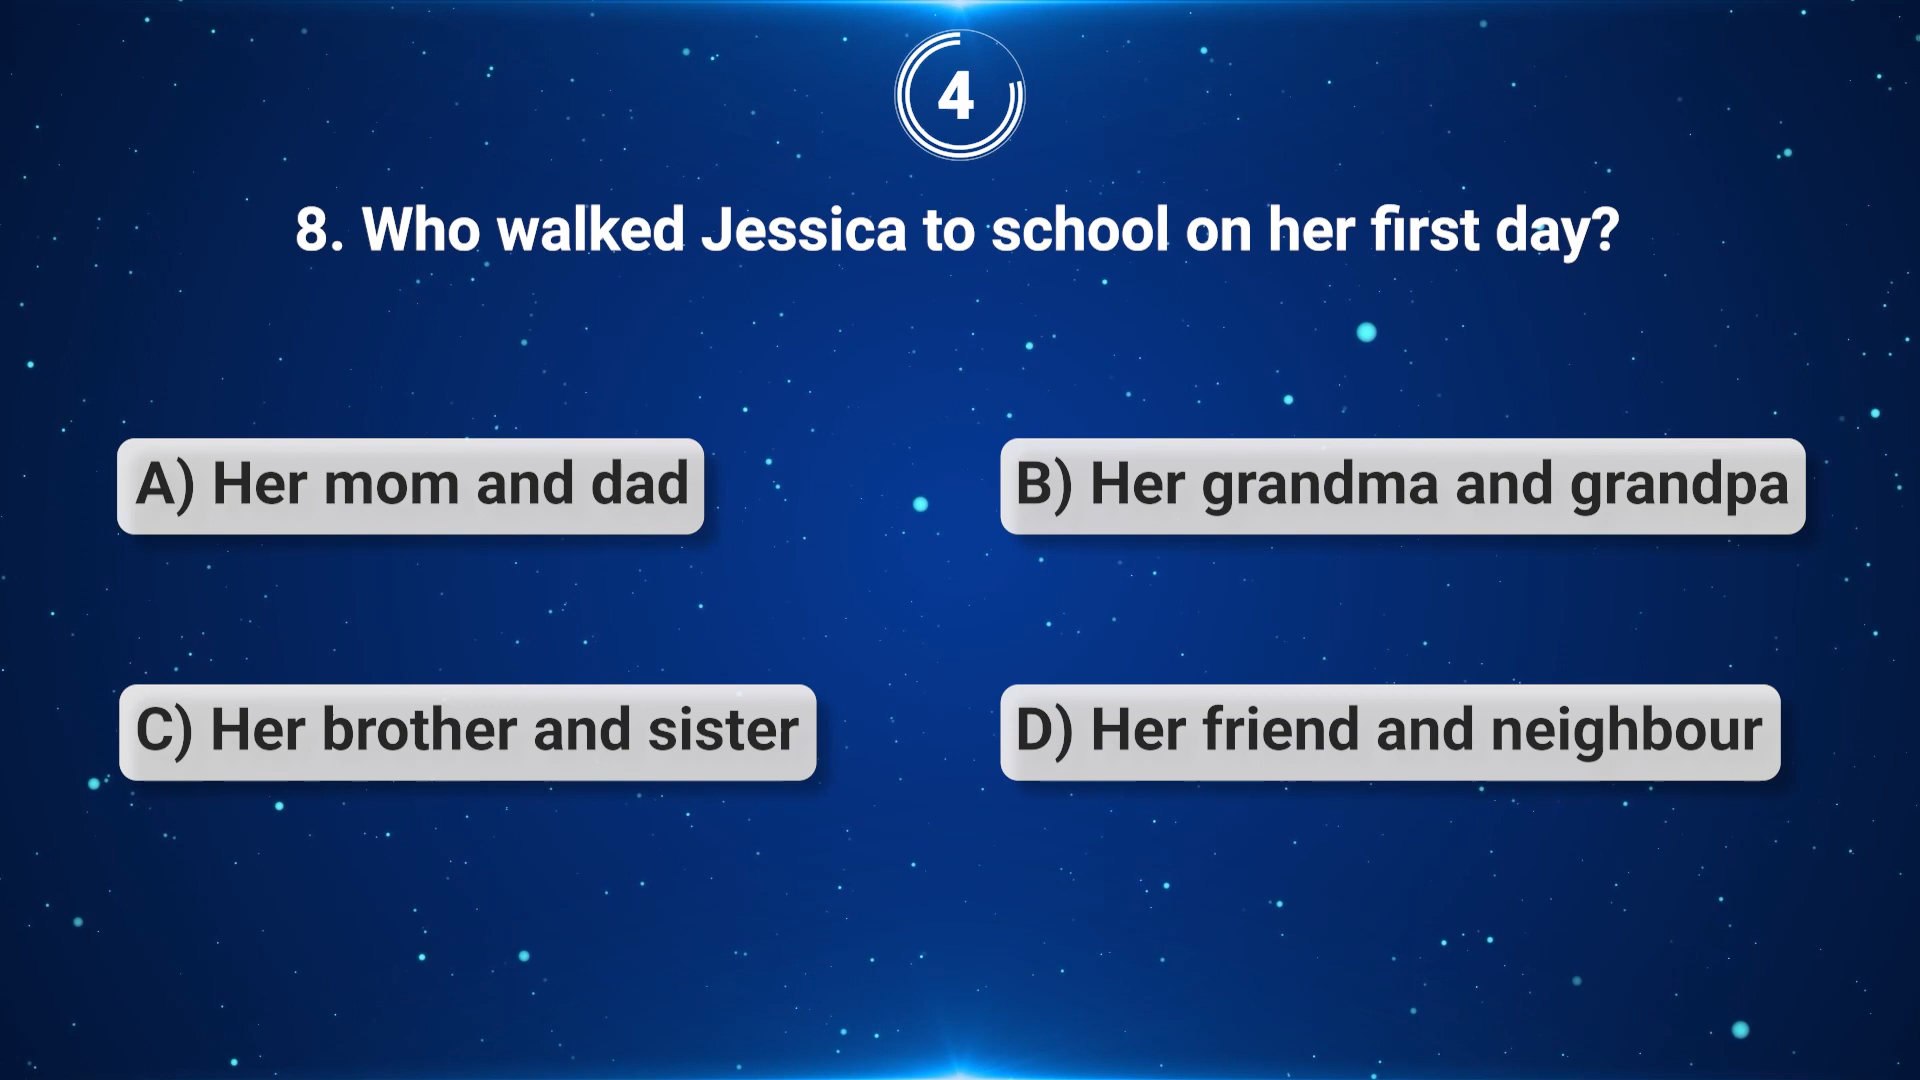 4
8. Who walked Jessica to school on her first day?
A) Her mom and dad
B) Her grandma and grandpa
C) Her brother and sister
D) Her friend and neighbour